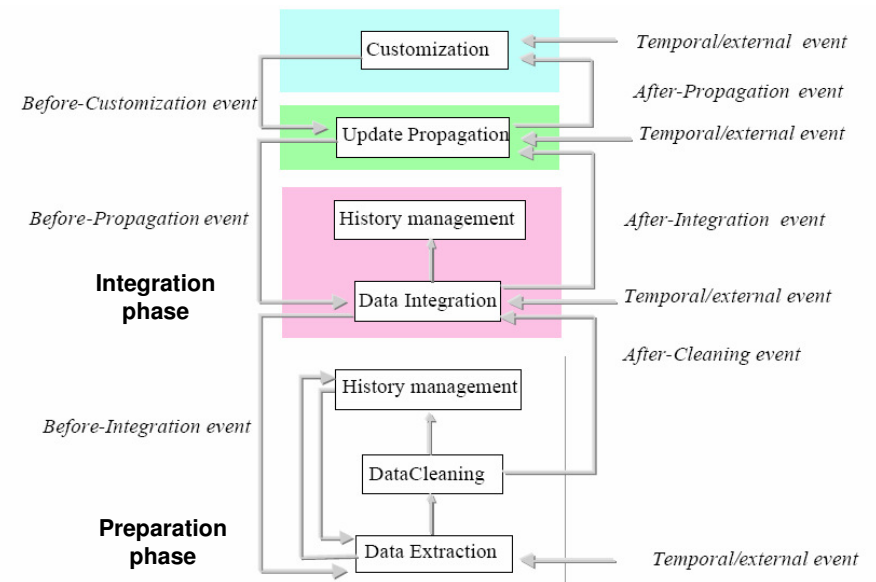 Customization
Temporal/external event
After-Propagation event
Before-Customization event
Update Propagation
Temporal/external event
Before-Propagation event
History management
After-Integration event
Integration
phase
Data Integration
Temporal/external event
After-Cleaning event
History management
Before-Integration event
DataCleaning
Preparation
phase
Data Extraction
Temporal/external event